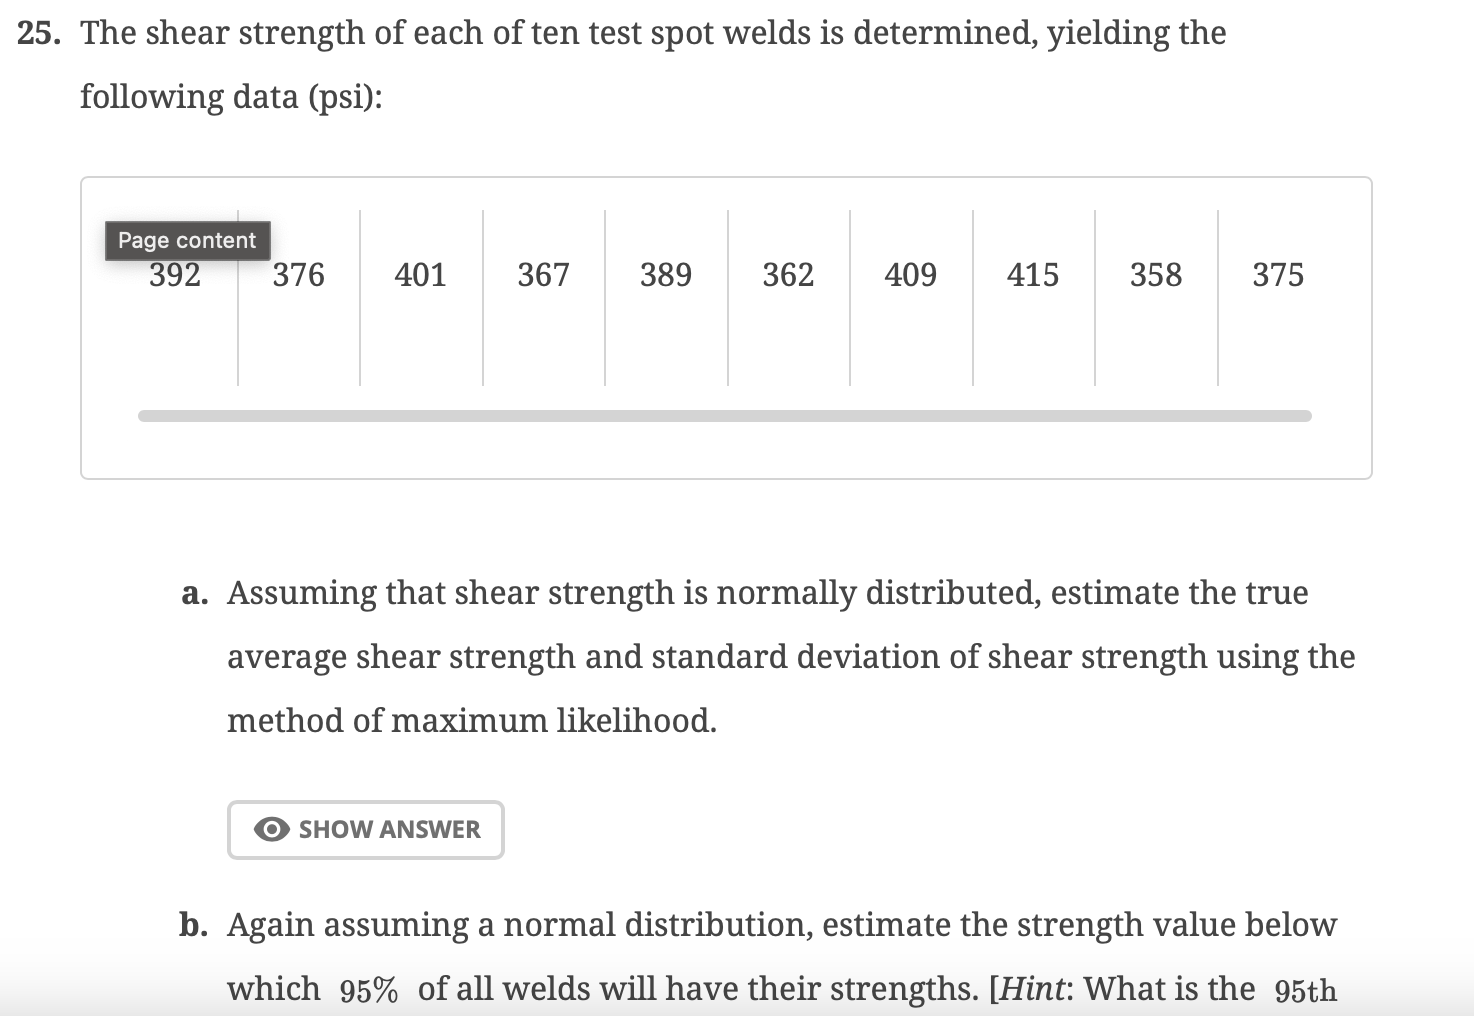 25. The shear strength of each of ten test spot welds is determined, yielding the
following data (psi):
Page content
392 376 401 367 389 362 409 415 358 375
a. Assuming that shear strength is normally distributed, estimate the true
average shear strength and standard deviation of shear strength using the
method of maximum likelihood.
SHOW ANSWER
b. Again assuming a normal distribution, estimate the strength value below
which 95% of all welds will have their strengths. [Hint: What is the 95th